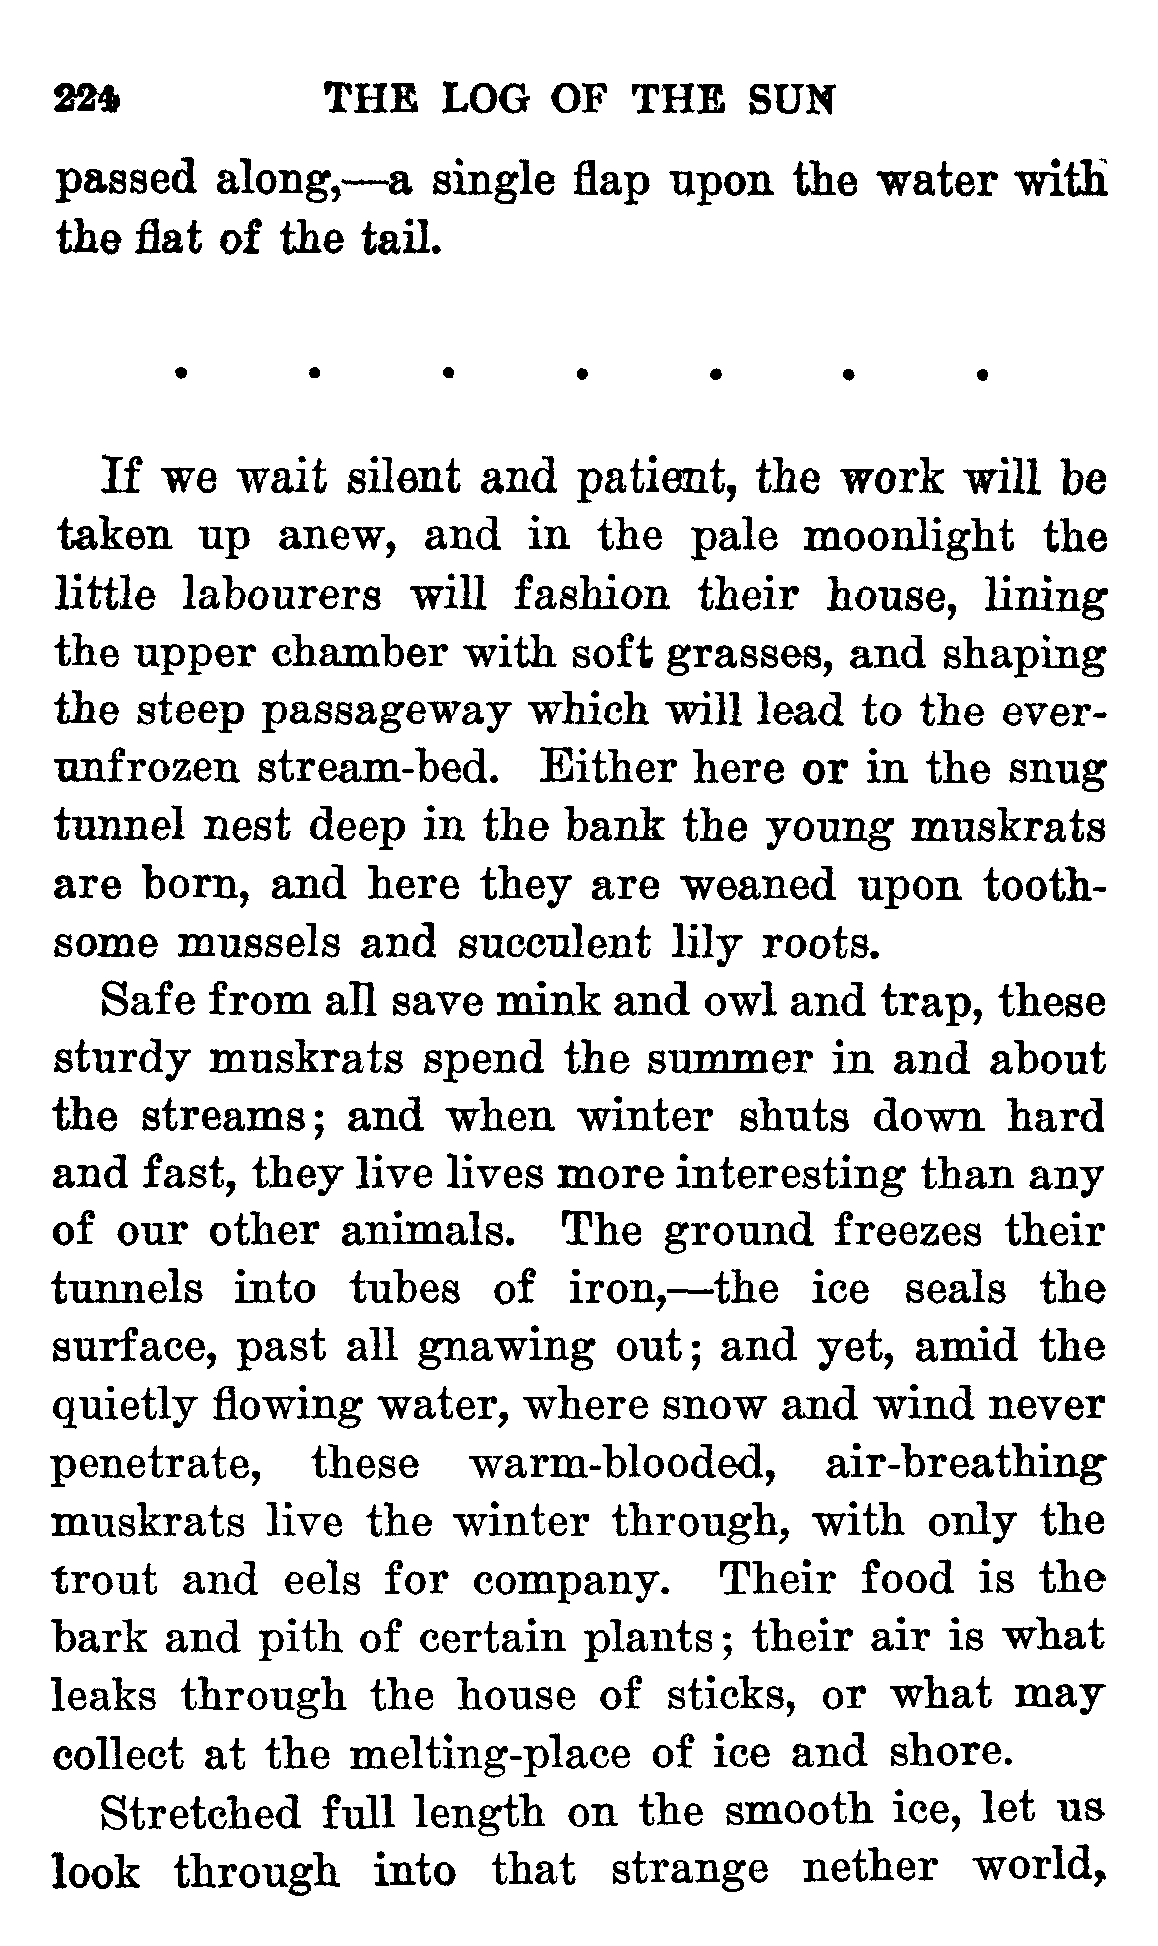 224 THE LOG OF THE SUN
passed along,—a single flap upon the water with
the flat of the tail.
. . . . . . .
If we wait silent and patient, the work will be
taken up anew, and in the pale moonlight the
little labourers will fashion their house, lining
the upper chamber with soft grasses, and shaping
the steep passageway which will lead to the ever-
unfrozen stream-bed. Either here or in the snug
tunnel nest deep in the bank the young muskrats
are born, and here they are weaned upon tooth-
some mussels and succulent lily roots.
Safe from all save mink and owl and trap, these
sturdy muskrats spend the summer in and about
the streams; and when winter shuts down hard
and fast, they live lives more interesting than any
of our other animals. The ground freezes their
tunnels into tubes of iron,—the ice seals the
surface, past all gnawing out; and yet, amid the
quietly flowing water, where snow and wind never
penetrate, these warm-blooded, air-breathing
muskrats live the winter through, with only the
trout and eels for company. Their food is the
bark and pith of certain plants; their air is what
leaks through the house of sticks, or what may
collect at the melting-place of ice and shore.
Stretched full length on the smooth ice, let us
look through into that strange nether world,